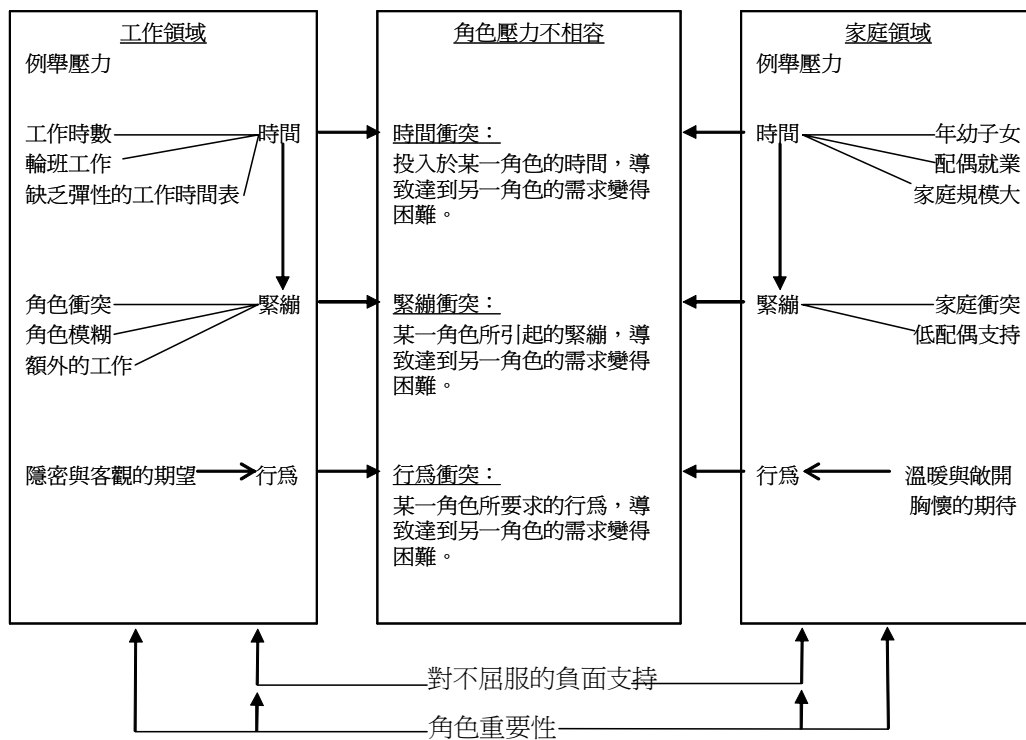 工作領域
例舉壓力
工作時數
時間
輪班工作
缺乏彈性的工作時間表
角色衝突
緊繃
角色模糊
額外的工作
隱密與客觀的期望
行為
角色壓力不相容
時間衝突：
投入於某一角色的時間，導
致達到另一角色的需求變得
困難。
緊繃衝突：
某一角色所引起的緊繃，導
致達到另一角色的需求變得
困難。
行為衝突：
某一角色所要求的行為，導
致達到另一角色的需求變得
困難。
家庭領域
例舉壓力
時間
年幼子女
配偶就業
家庭規模大
緊繃
家庭衝突
低配偶支持
行為
溫暖與敞開
胸懷的期待
對不屈服的負面支持
角色重要性